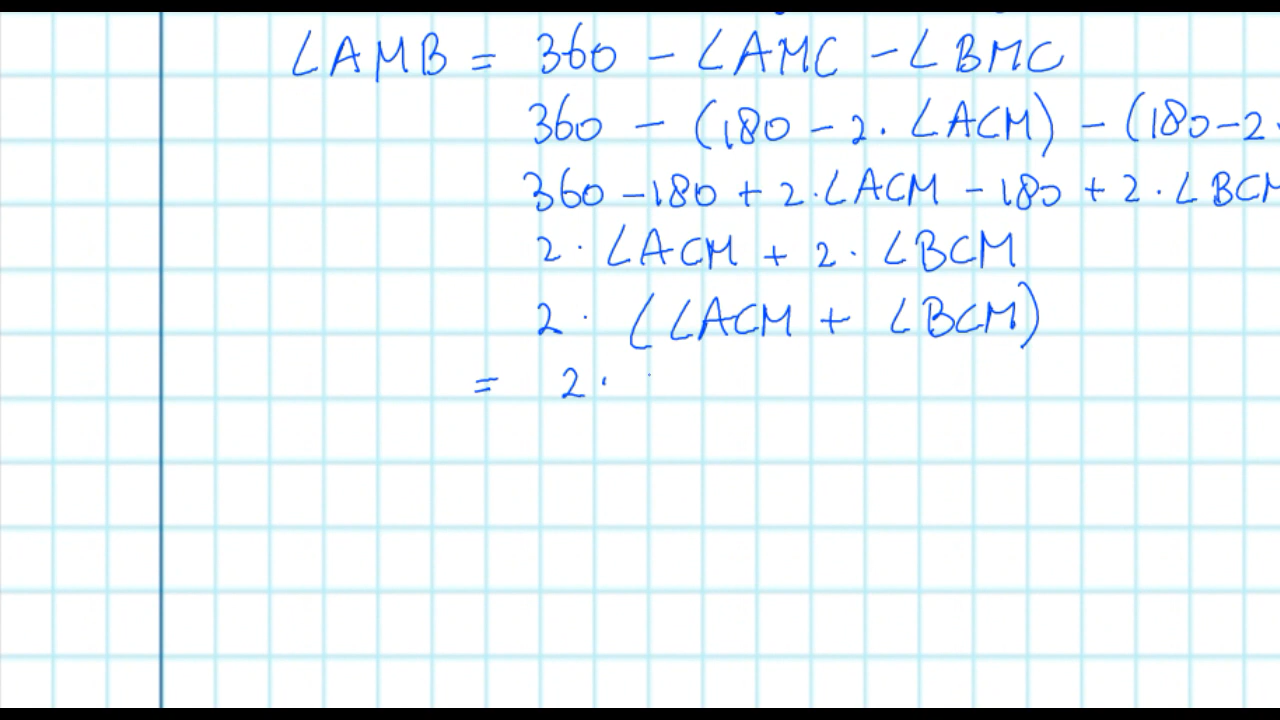 ∠AMB = 360 - ∠AMC - ∠BMC
360 - (180 - 2. ∠ACM) - (180-2.
360 -180 + 2.∠ACM - 180 + 2.∠BCM
2. ∠ACM + 2. ∠BCM
2. (∠ACM + ∠BCM)
= 2.